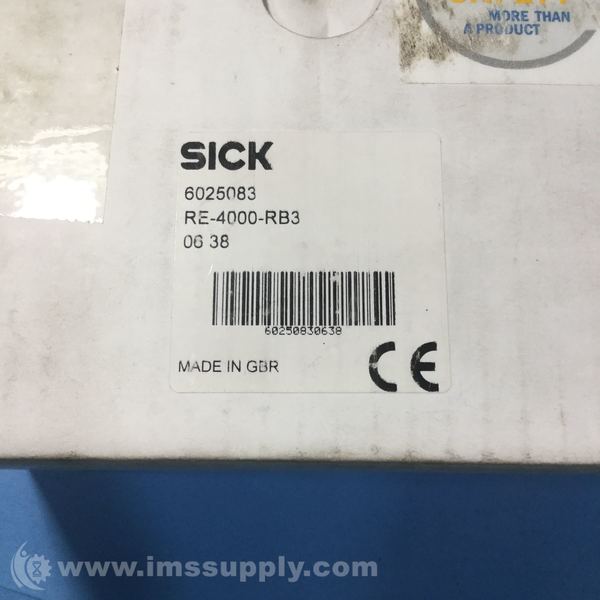 MORE THAN
A PRODUCT
SICK
6025083
RE-4000-RB3
06 38
60250830638
MADE IN GBR
CE
www.imssupply.com